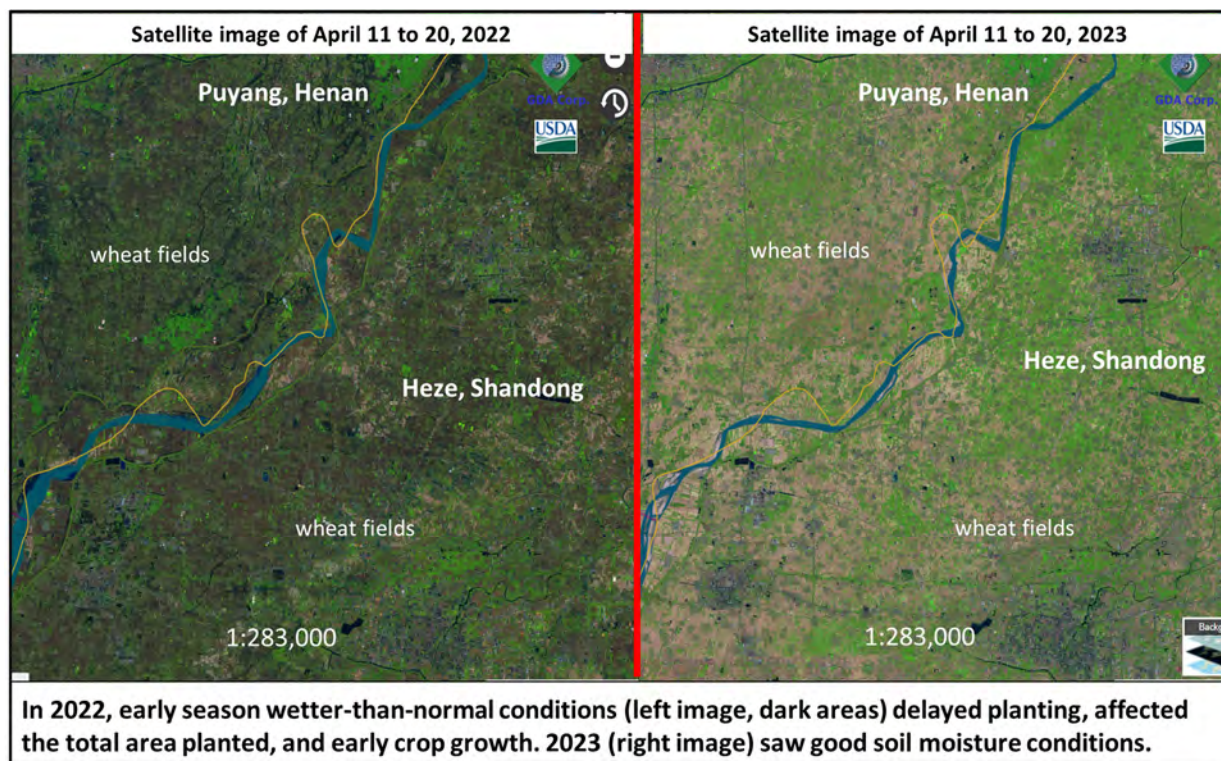 Satellite image of April 11 to 20, 2022
Satellite image of April 11 to 20, 2023
Puyang, Henan
GDA Corp.
USDA
wheat fields
Heze, Shandong
wheat fields
1:283,000
Puyang, Henan
GDA Corp.
USDA
wheat fields
Heze, Shandong
wheat fields
1:283,000
Backg
In 2022, early season wetter-than-normal conditions (left image, dark areas) delayed planting, affected
the total area planted, and early crop growth. 2023 (right image) saw good soil moisture conditions.